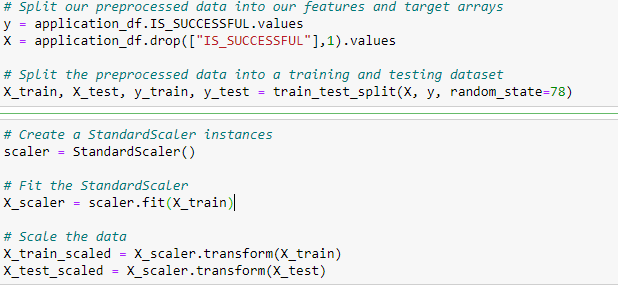 # Split our preprocessed data into our features and target arrays
y = application_df.IS_SUCCESSFUL.values
X = application_df.drop(["IS_SUCCESSFUL"],1).values
# Split the preprocessed data into a training and testing dataset
X_train, X_test, y_train, y_test = train_test_split(X, y, random_state=78)
# Create a StandardScaler instances
scaler = StandardScaler()
# Fit the StandardScaler
X_scaler = scaler.fit(X_train)
# Scale the data
X_train_scaled = X_scaler.transform(X_train)
X_test_scaled = X_scaler.transform(X_test)